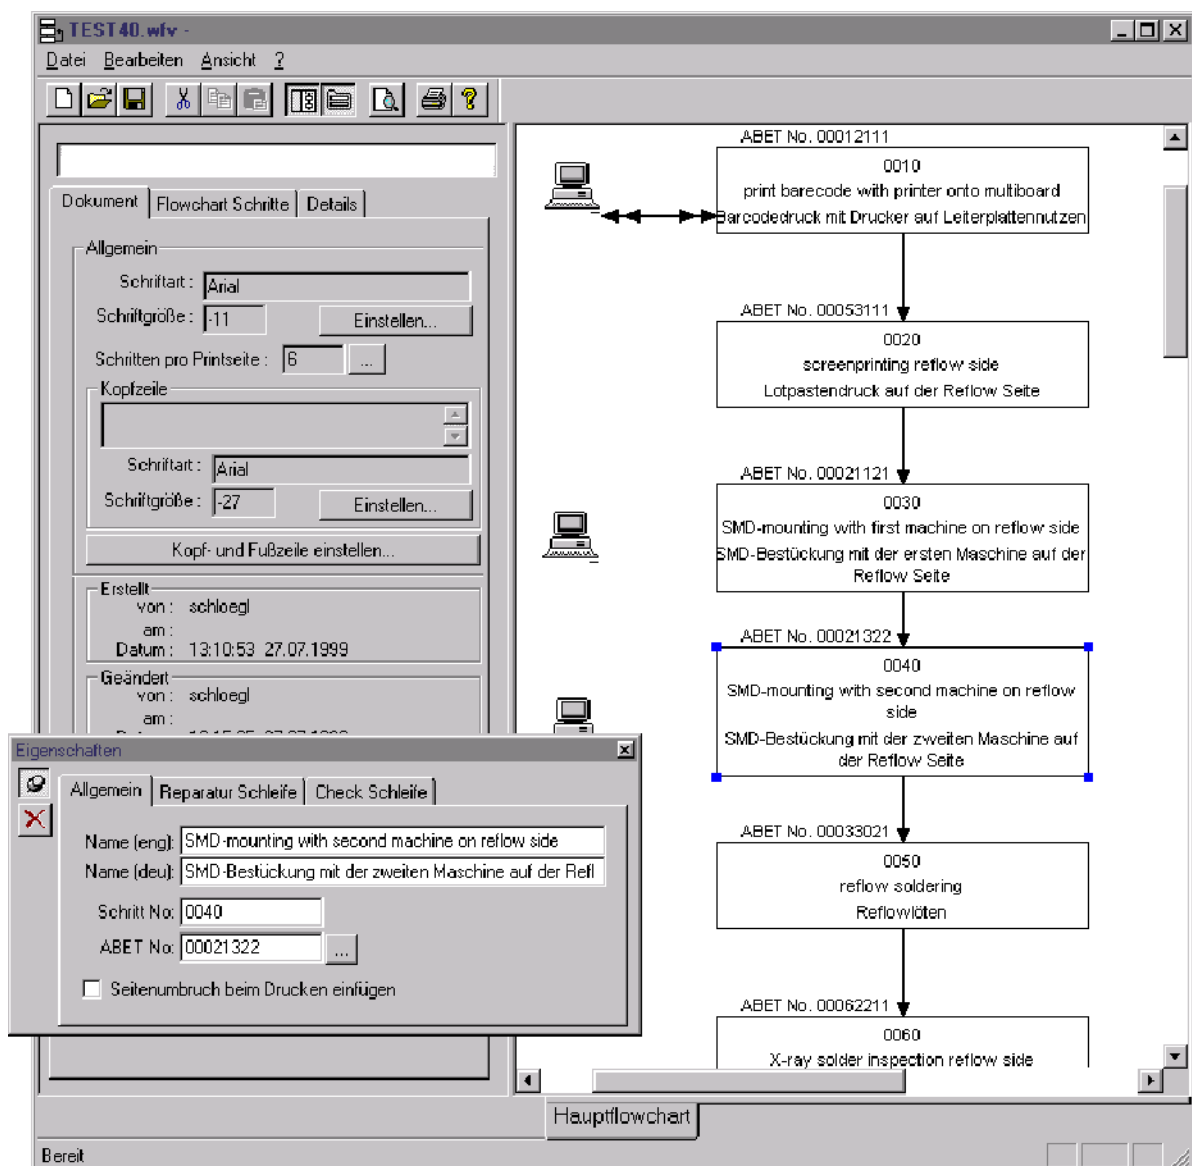 TEST40.wfv -
Datei Bearbeiten Ansicht ?
Dokument Flowchart Schritte Details
Allgemein
Schriftart : Arial
Schriftgröße : -11 Einstellen...
Schritten pro Printseite : 6 ...
Kopfzeile
Schriftart : Arial
Schriftgröße : -27 Einstellen...
Kopf- und Fußzeile einstellen...
Erstellt
von : schloegl
am :
Datum : 13:10:53 27.07.1999
Geändert
von : schloegl
am :
Eigenschaften
Allgemein Reparatur Schleife Check Schleife
Name (eng): SMD-mounting with second machine on reflow side
Name (deu): SMD-Bestückung mit der zweiten Maschine auf der Refl
Schritt No: 0040
ABET No: 00021322 ...
Seitenumbruch beim Drucken einfügen
ABET No. 00012111
0010
print barecode with printer onto multiboard
Barcodedruck mit Drucker auf Leiterplattennutzen
ABET No. 00053111
0020
screenprinting reflow side
Lotpastendruck auf der Reflow Seite
ABET No. 00021121
0030
SMD-mounting with first machine on reflow side
SMD-Bestückung mit der ersten Maschine auf der
Reflow Seite
ABET No. 00021322
0040
SMD-mounting with second machine on reflow
side
SMD-Bestückung mit der zweiten Maschine auf
der Reflow Seite
ABET No. 00033021
0050
reflow soldering
Reflowlöten
ABET No. 00062211
0060
X-ray solder inspection reflow side
Hauptflowchart
Bereit